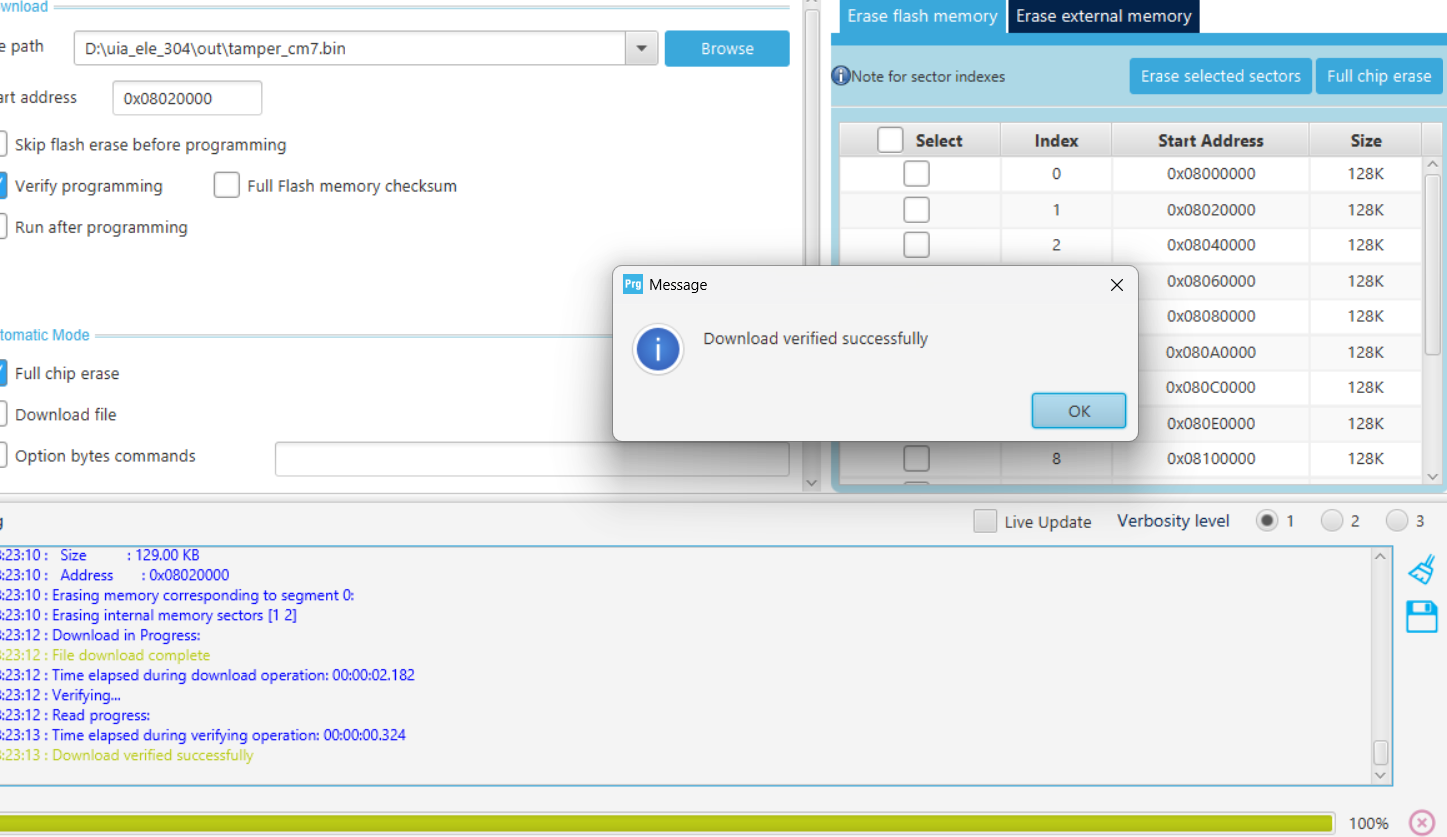 wnload
e path
D:\uia_ele_304\out\tamper_cm7.bin
Browse
art address
0x08020000
Skip flash erase before programming
Verify programming
Full Flash memory checksum
Run after programming
tomatic Mode
Full chip erase
Download file
Option bytes commands
Erase flash memory
Erase external memory
Note for sector indexes
Erase selected sectors
Full chip erase
Select Index Start Address Size
0 0x08000000 128K
1 0x08020000 128K
2 0x08040000 128K
0x08060000 128K
0x08080000 128K
0x080A0000 128K
0x080C0000 128K
0x080E0000 128K
8 0x08100000 128K
Prg Message
Download verified successfully
OK
g
Live Update Verbosity level 1 2 3
:23:10 : Size : 129.00 KB
:23:10 : Address : 0x08020000
:23:10 : Erasing memory corresponding to segment 0:
:23:10 : Erasing internal memory sectors [1 2]
:23:12 : Download in Progress:
:23:12 : File download complete
:23:12 : Time elapsed during download operation: 00:00:02.182
:23:12 : Verifying...
:23:12 : Read progress:
:23:13 : Time elapsed during verifying operation: 00:00:00.324
:23:13 : Download verified successfully
100%